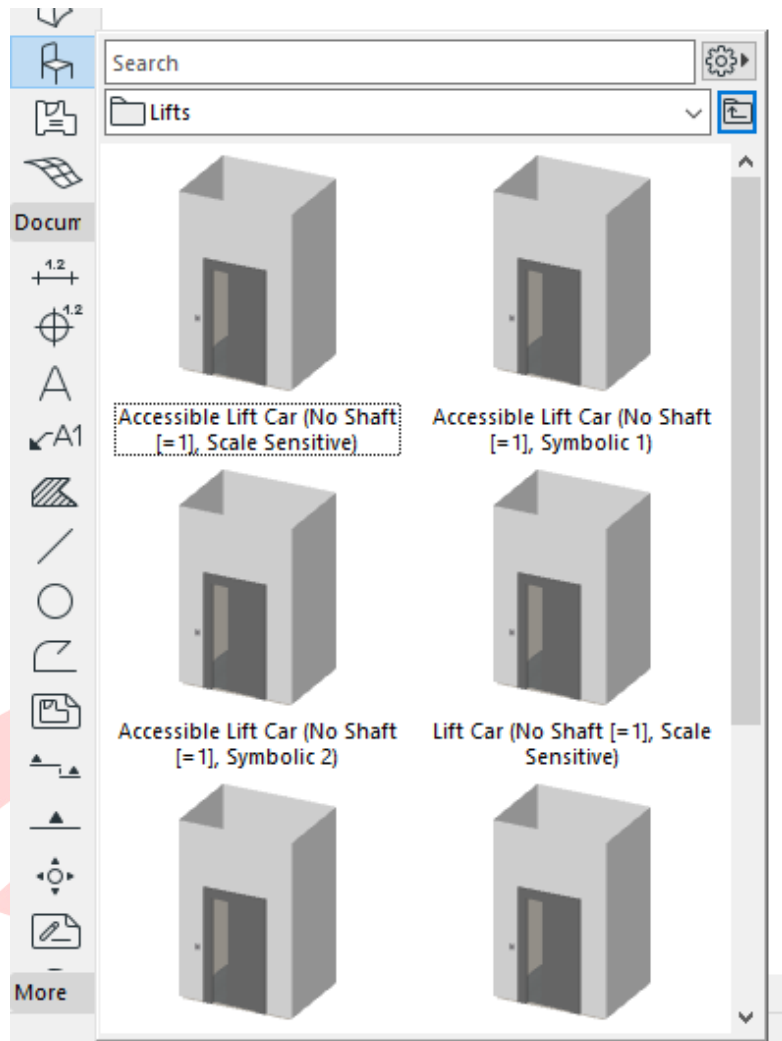 Search
Lifts
Docum
1.2
1.2
A
A1
Accessible Lift Car (No Shaft
[=1], Scale Sensitive)
Accessible Lift Car (No Shaft
[=1], Symbolic 1)
Accessible Lift Car (No Shaft
[=1], Symbolic 2)
Lift Car (No Shaft [=1], Scale
Sensitive)
More